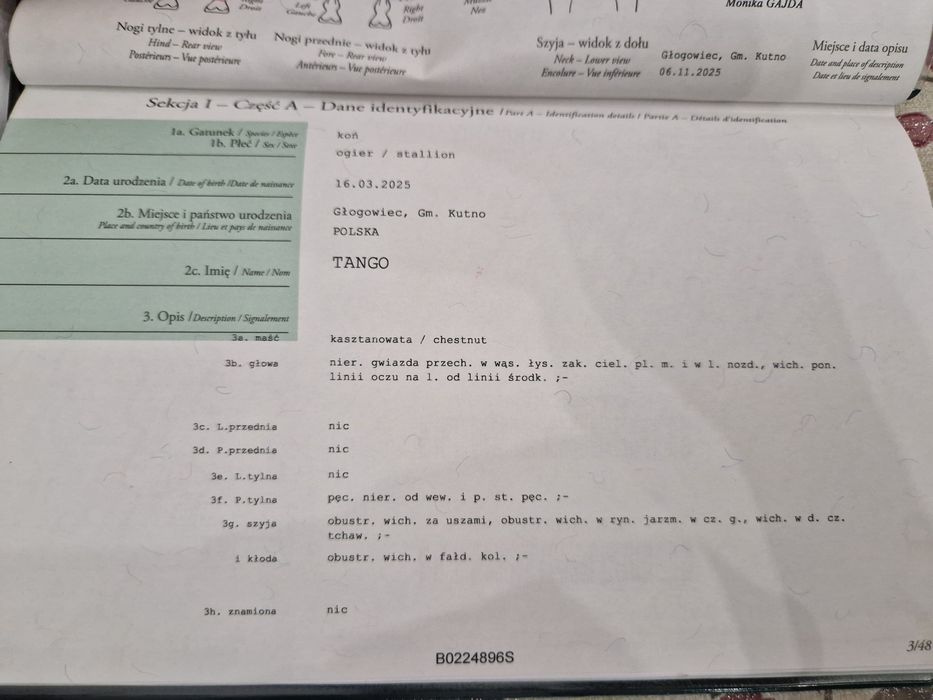 Monika GAJDA
Droit
Left
Gauche
Right
Droit
Nogi tylne – widok z tyłu
Hind – Rear view
Postérieurs – Vue postérieure
Nogi przednie – widok z tyłu
Fore – Rear view
Antérieurs – Vue postérieure
Szyja – widok z dołu
Neck – Lower view
Encolure – Vue inférieure
Głogowiec, Gm. Kutno
06.11.2025
Miejsce i data opisu
Date and place of description
Date et lieu de signalement
Sekcja I – Część A – Dane identyfikacyjne / Part A – Identification details / Partie A – Détails d'identification
1a. Gatunek / Species / Espèce koń
1b. Płeć / Sex / Sexe ogier / stallion
2a. Data urodzenia / Date of birth /Date de naissance 16.03.2025
2b. Miejsce i państwo urodzenia Głogowiec, Gm. Kutno
Place and country of birth / Lieu et pays de naissance POLSKA
2c. Imię / Name / Nom TANGO
3. Opis /Description / Signalement
3a. maść kasztanowata / chestnut
3b. głowa nier. gwiazda przech. w wąs. łys. zak. ciel. pl. m. i w l. nozd., wich. pon.
linii oczu na l. od linii środk. ;-
3c. L.przednia nic
3d. P.przednia nic
3e. L.tylna nic
3f. P.tylna pęc. nier. od wew. i p. st. pęc. ;-
3g. szyja obustr. wich. za uszami, obustr. wich. w ryn. jarzm. w cz. g., wich. w d. cz.
tchaw. ;-
i kłoda obustr. wich. w fałd. kol. ;-
3h. znamiona nic
3/48
B0224896S